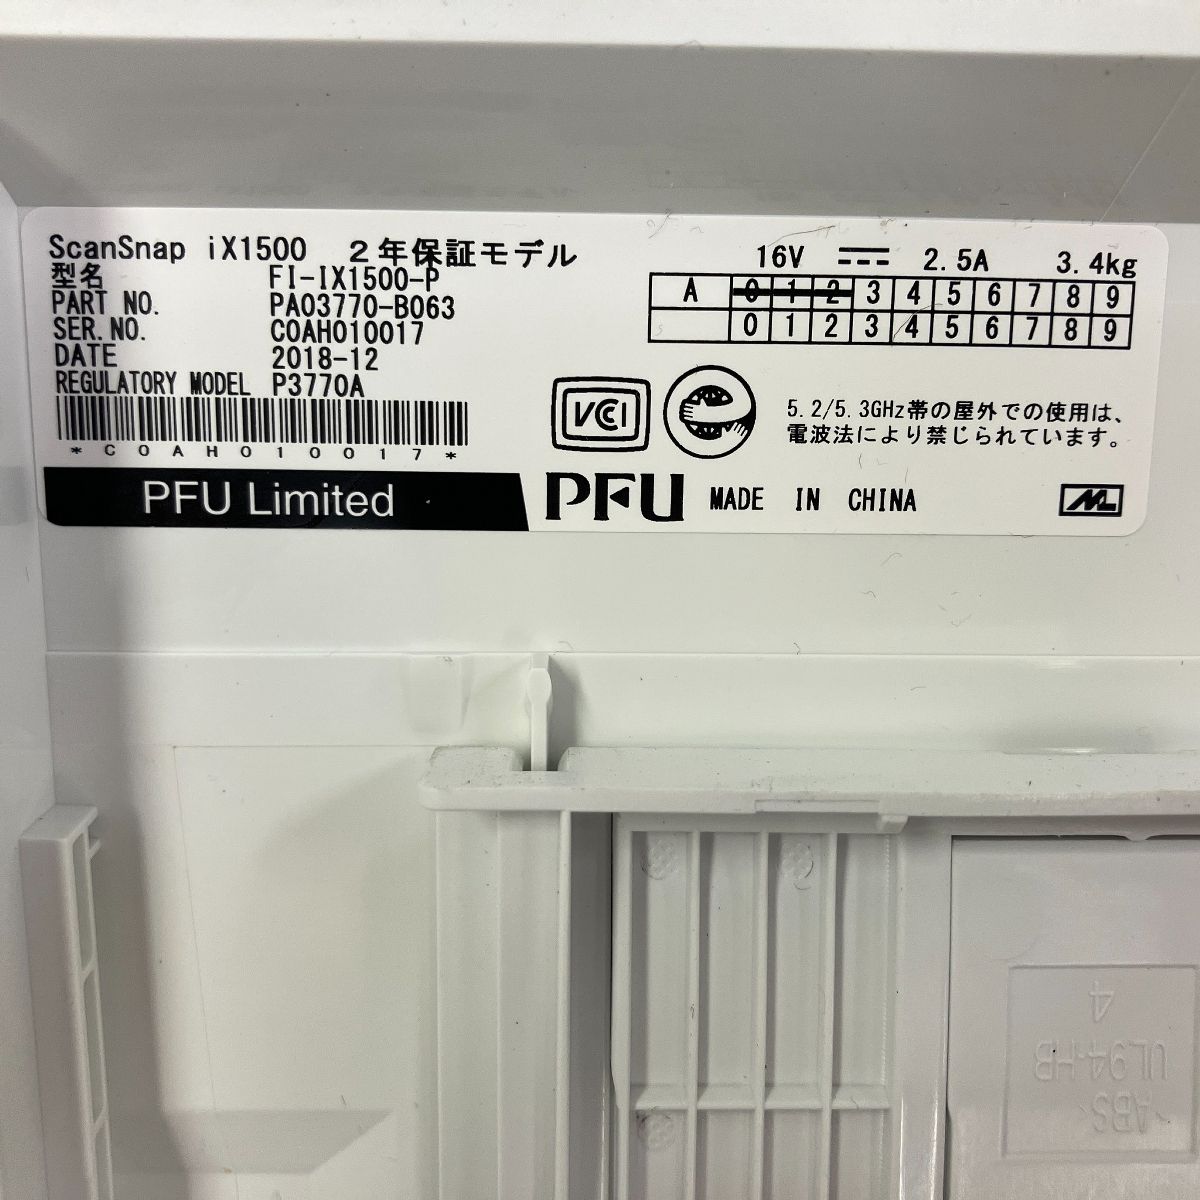 ScanSnap iX1500 2年保証モデル
型名 FI-IX1500-P
PART NO. PA03770-B063
SER.NO. C0AH010017
DATE 2018-12
REGULATORY MODEL P3770A
*C0AH010017*
PFU Limited
16V 2.5A 3.4kg
A 0 1 2 3 4 5 6 7 8 9
0 1 2 3 4 5 6 7 8 9
VCI
5.2/5.3GHz帯の屋外での使用は、
電波法により禁じられています。
PFU MADE IN CHINA
ML
4
UL94-HB
ABS